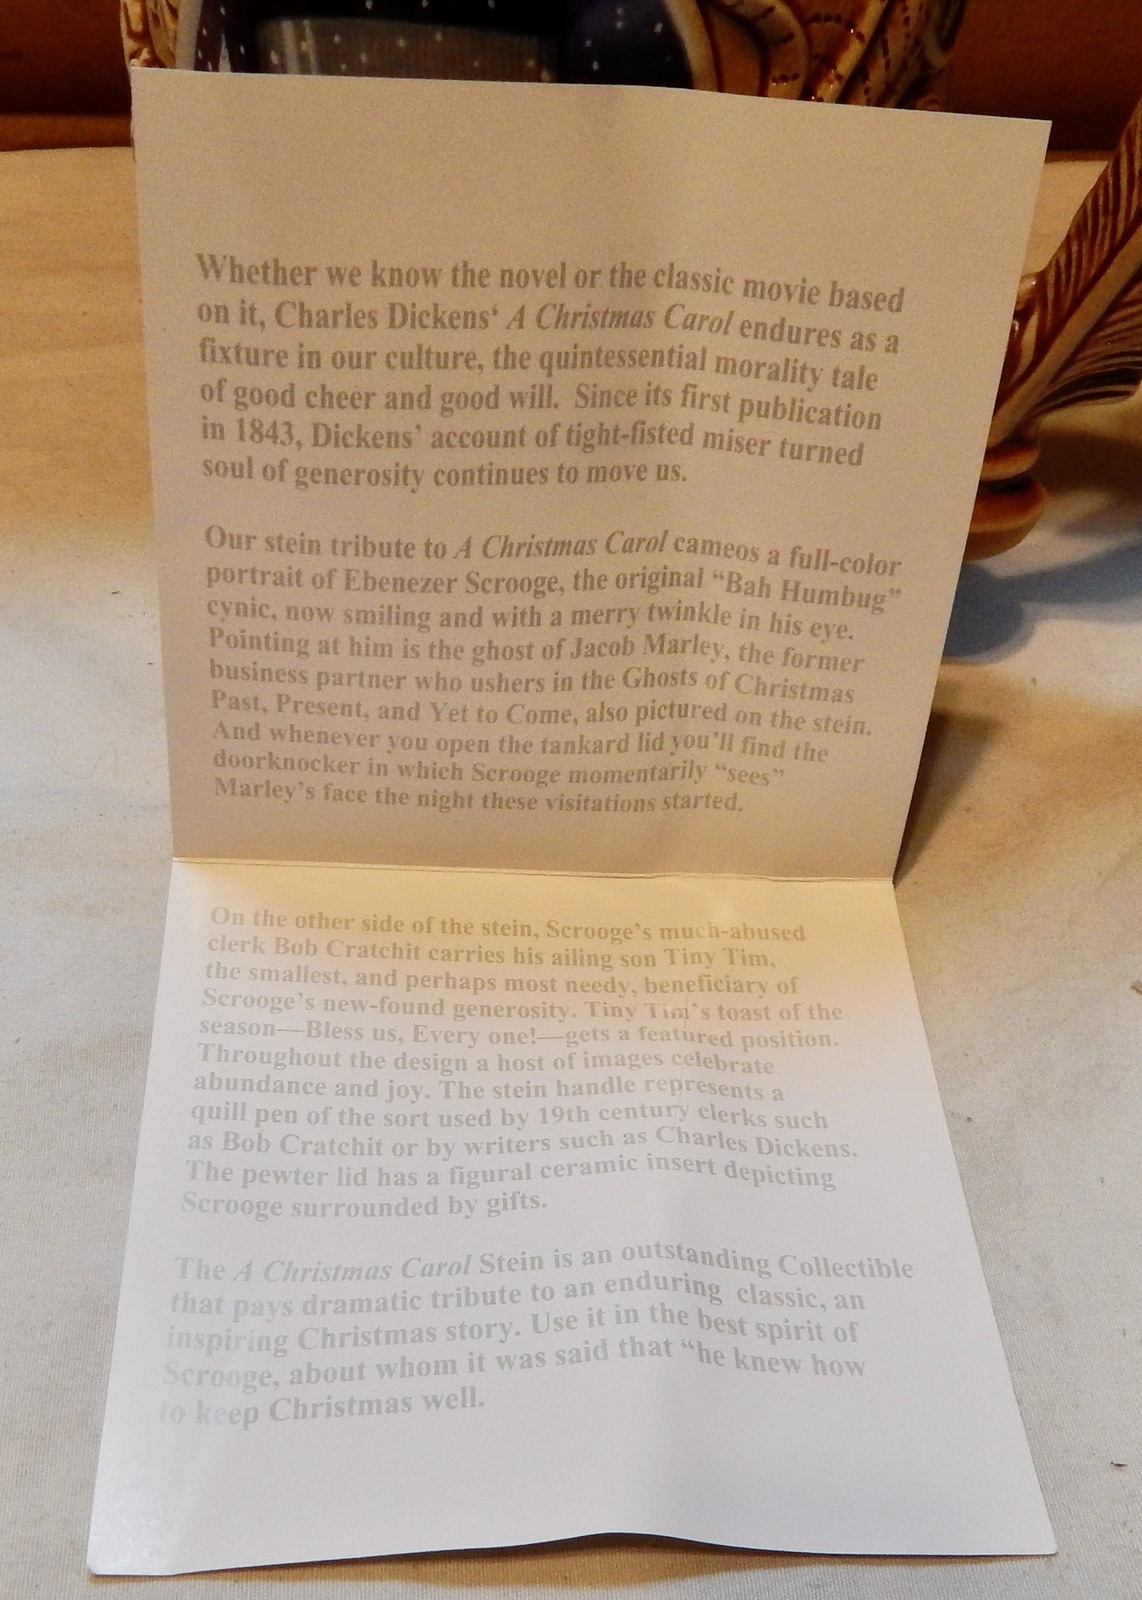 Whether we know the novel or the classic movie based
on it, Charles Dickens‘ A Christmas Carol endures as a
fixture in our culture, the quintessential morality tale
of good cheer and good will. Since its first publication
in 1843, Dickens’ account of tight-fisted miser turned
soul of generosity continues to move us.
Our stein tribute to A Christmas Carol cameos a full-color
portrait of Ebenezer Scrooge, the original “Bah Humbug”
cynic, now smiling and with a merry twinkle in his eye.
Pointing at him is the ghost of Jacob Marley, the former
business partner who ushers in the Ghosts of Christmas
Past, Present, and Yet to Come, also pictured on the stein.
And whenever you open the tankard lid you’ll find the
doorknocker in which Scrooge momentarily “sees”
Marley’s face the night these visitations started.
On the other side of the stein, Scrooge’s much-abused
clerk Bob Cratchit carries his ailing son Tiny Tim,
the smallest, and perhaps most needy, beneficiary of
Scrooge’s new-found generosity. Tiny Tim’s toast of the
season—Bless us, Every one!—gets a featured position.
Throughout the design a host of images celebrate
abundance and joy. The stein handle represents a
quill pen of the sort used by 19th century clerks such
as Bob Cratchit or by writers such as Charles Dickens.
The pewter lid has a figural ceramic insert depicting
Scrooge surrounded by gifts.
The A Christmas Carol Stein is an outstanding Collectible
that pays dramatic tribute to an enduring classic, an
inspiring Christmas story. Use it in the best spirit of
Scrooge, about whom it was said that “he knew how
to keep Christmas well.